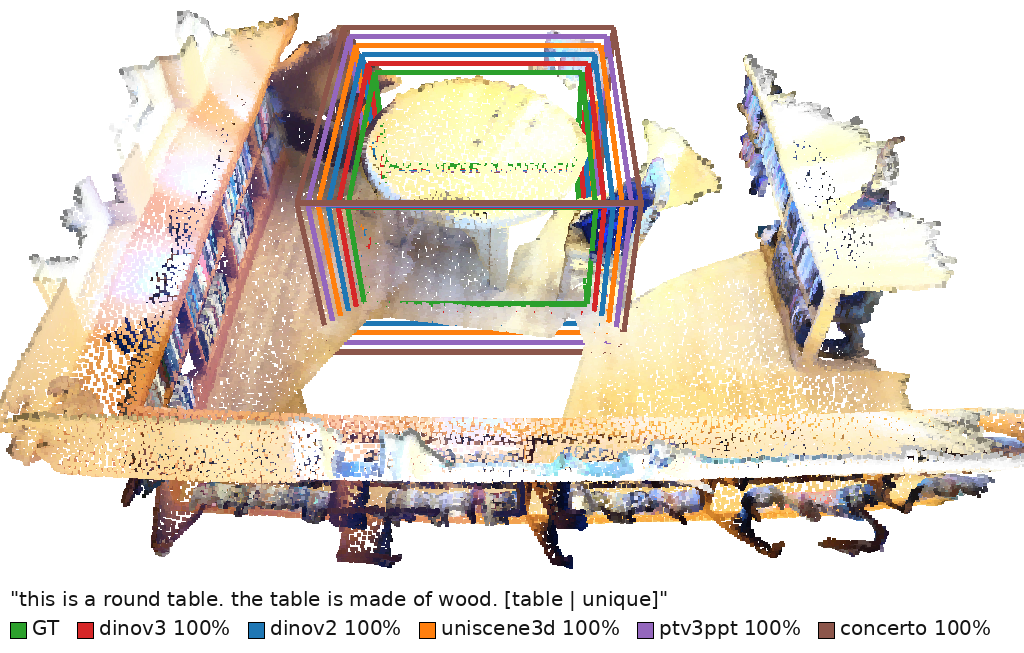 "this is a round table. the table is made of wood. [table | unique]"
GT dinov3 100% dinov2 100% uniscene3d 100% ptv3ppt 100% concerto 100%